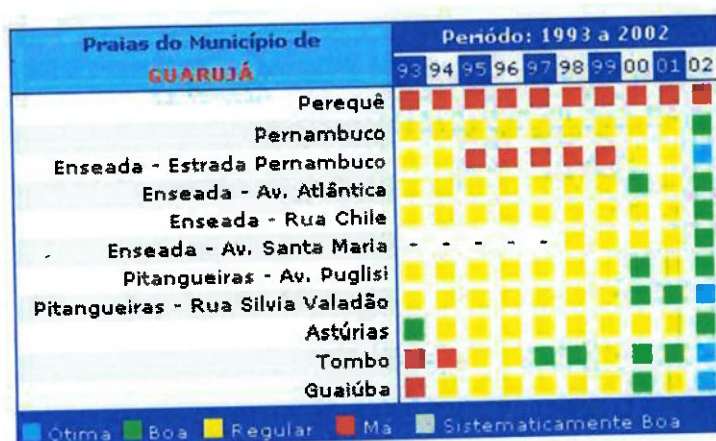 Praias do Município de
GUARUJÁ
Período: 1993 a 2002
93 94 95 96 97 98 99 00 01 02
Perequê
Pernambuco
Enseada - Estrada Pernambuco
Enseada - Av. Atlântica
Enseada - Rua Chile
Enseada - Av. Santa Maria - - - - -
Pitangueiras - Av. Puglisi
Pitangueiras - Rua Silvia Valadão
Astúrias
Tombo
Guaiúba
Ótima Boa Regular Ma Sistematicamente Boa